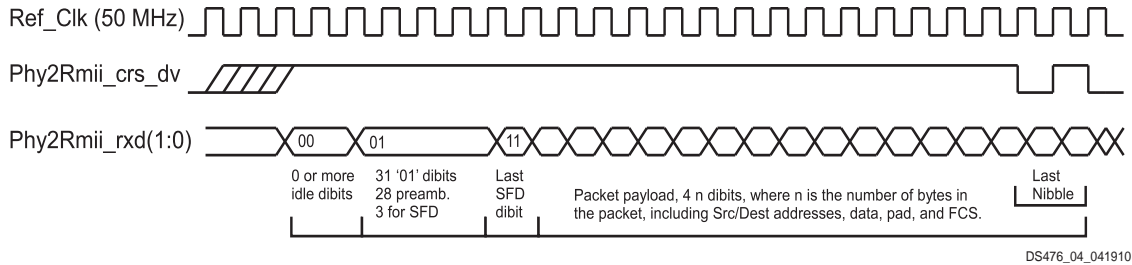 Ref_Clk (50 MHz)
Phy2Rmii_crs_dv
Phy2Rmii_rxd(1:0)
00
01
11
0 or more
idle dibits
31 '01' dibits
28 preamb.
3 for SFD
Last
SFD
dibit
Packet payload, 4 n dibits, where n is the number of bytes in
the packet, including Src/Dest addresses, data, pad, and FCS.
Last
Nibble
DS476_04_041910